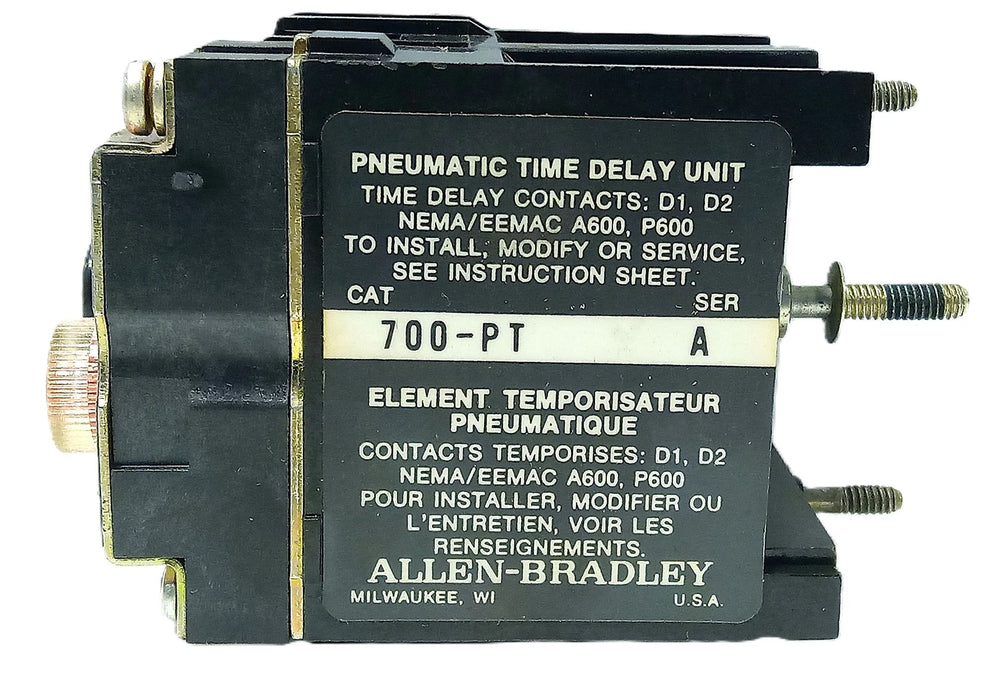 PNEUMATIC TIME DELAY UNIT
TIME DELAY CONTACTS: D1, D2
NEMA/EEMAC A600, P600
TO INSTALL, MODIFY OR SERVICE,
SEE INSTRUCTION SHEET.
CAT SER
700-PT A
ELEMENT TEMPORISATEUR
PNEUMATIQUE
CONTACTS TEMPORISES: D1, D2
NEMA/EEMAC A600, P600
POUR INSTALLER, MODIFIER OU
L'ENTRETIEN, VOIR LES
RENSEIGNEMENTS.
ALLEN-BRADLEY
MILWAUKEE, WI U.S.A.